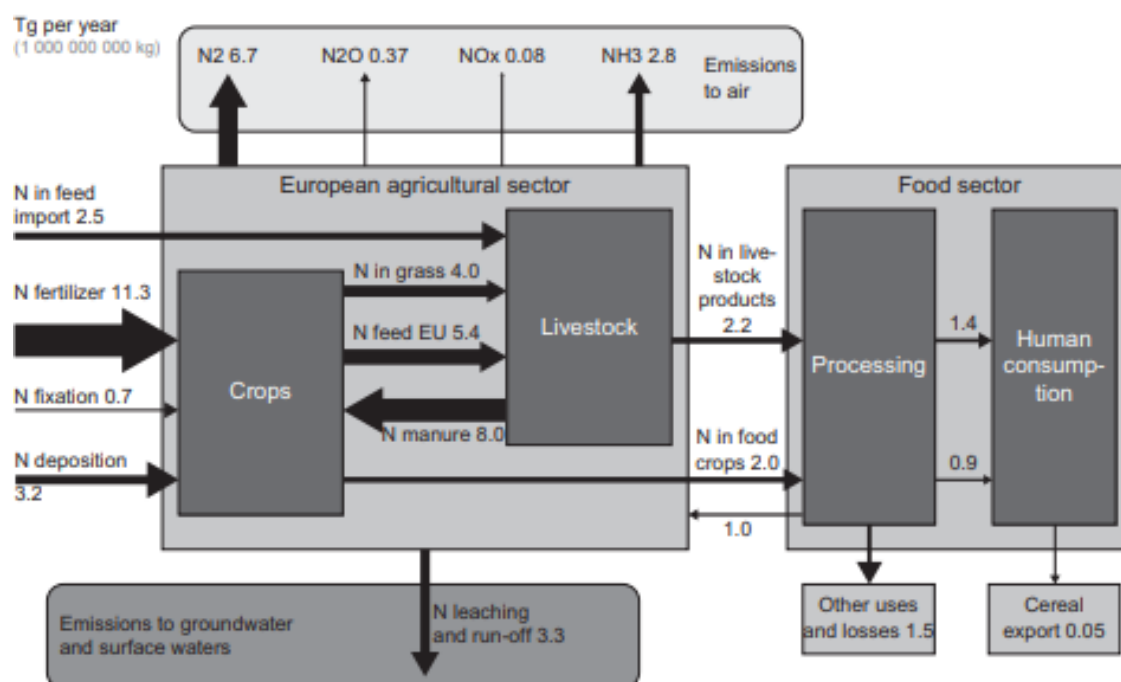 Tg per year
(1 000 000 000 kg)
N2 6.7
N2O 0.37
NOx 0.08
NH3 2.8
Emissions
to air
European agricultural sector
Food sector
N in feed
import 2.5
N fertilizer 11.3
N fixation 0.7
N deposition
3.2
Crops
N in grass 4.0
N feed EU 5.4
N manure 8.0
Livestock
N in live-
stock
products
2.2
N in food
crops 2.0
1.0
Processing
1.4
0.9
Human
consump-
tion
Emissions to groundwater
and surface waters
N leaching
and run-off 3.3
Other uses
and losses 1.5
Cereal
export 0.05